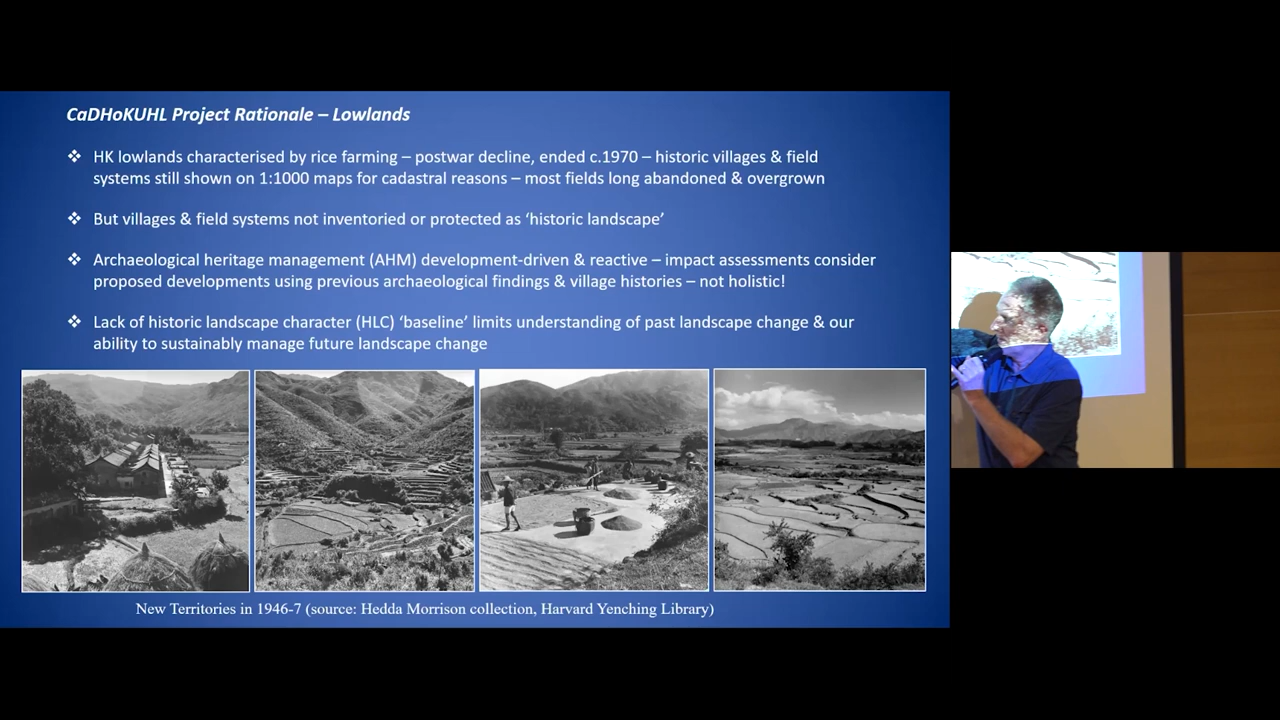 CaDHoKUHL Project Rationale – Lowlands
❖ HK lowlands characterised by rice farming – postwar decline, ended c.1970 – historic villages & field
systems still shown on 1:1000 maps for cadastral reasons – most fields long abandoned & overgrown
❖ But villages & field systems not inventoried or protected as ‘historic landscape’
❖ Archaeological heritage management (AHM) development-driven & reactive – impact assessments consider
proposed developments using previous archaeological findings & village histories – not holistic!
❖ Lack of historic landscape character (HLC) ‘baseline’ limits understanding of past landscape change & our
ability to sustainably manage future landscape change
New Territories in 1946-7 (source: Hedda Morrison collection, Harvard Yenching Library)